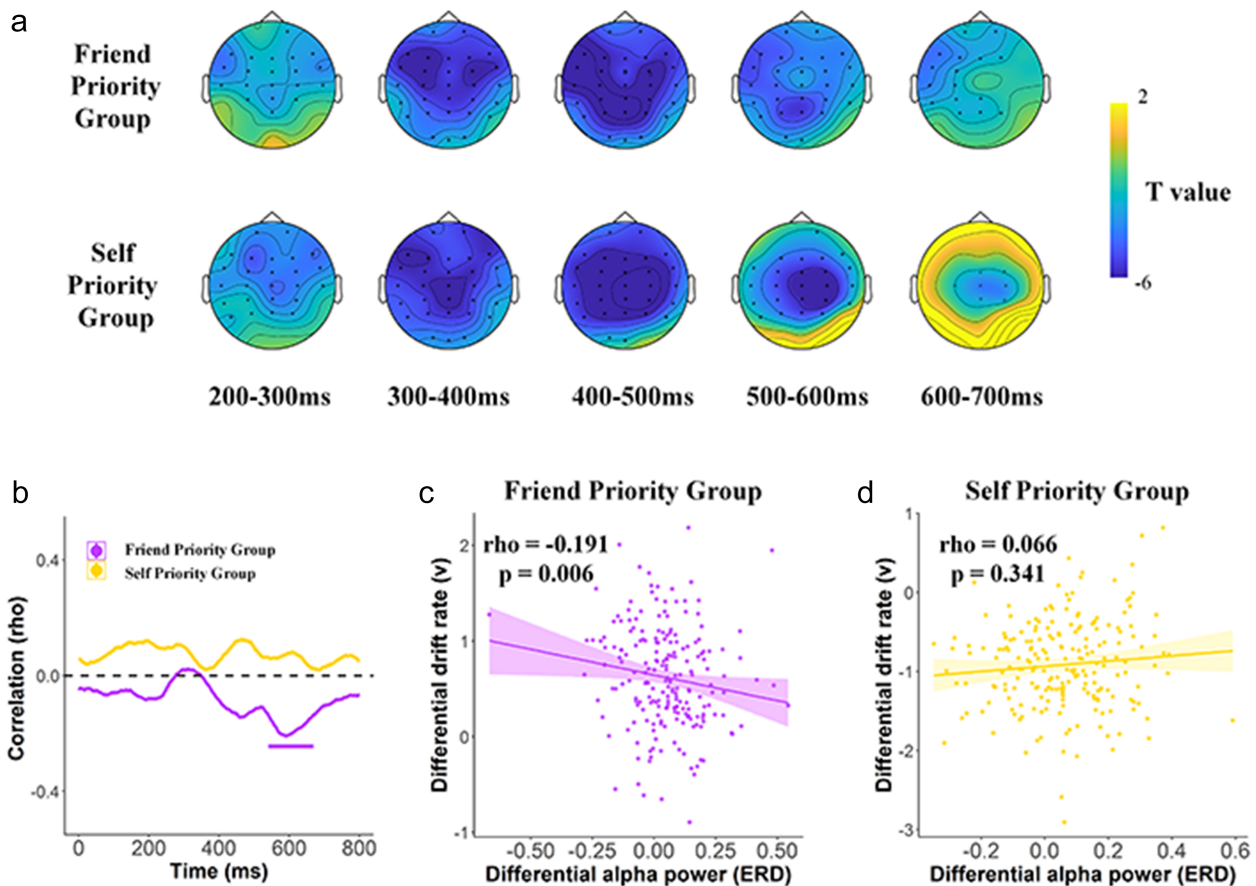 a
Friend
Priority
Group
2
T value
-6
Self
Priority
Group
200-300ms 300-400ms 400-500ms 500-600ms 600-700ms
b
Friend Priority Group
Self Priority Group
0.4
0.0
-0.4
Correlation (rho)
0 200 400 600 800
Time (ms)
c
Friend Priority Group
rho = -0.191
p = 0.006
2
1
0
-1
Differential drift rate (v)
-0.50 -0.25 0.00 0.25 0.50
Differential alpha power (ERD)
d
Self Priority Group
rho = 0.066
p = 0.341
1
0
-1
-2
-3
Differential drift rate (v)
-0.2 0.0 0.2 0.4 0.6
Differential alpha power (ERD)